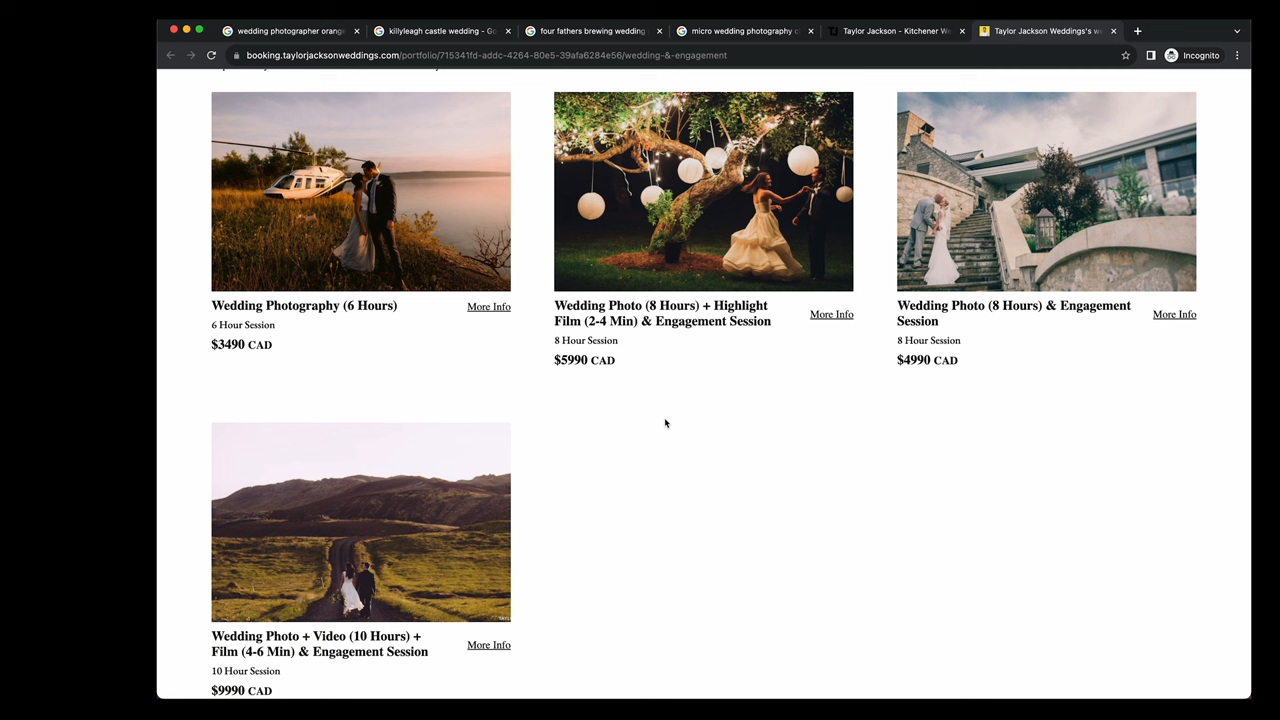 wedding photographer orang
killyleagh castle wedding - Go
four fathers brewing wedding
micro wedding photography
Taylor Jackson - Kitchener We
Taylor Jackson Weddings's w
booking.taylorjacksonweddings.com/portfolio/715341fd-addc-4264-80e5-39afa6284e56/wedding-&-engagement
Incognito
Wedding Photography (6 Hours)
More Info
6 Hour Session
$3490 CAD
Wedding Photo (8 Hours) + Highlight
Film (2-4 Min) & Engagement Session
More Info
8 Hour Session
$5990 CAD
Wedding Photo (8 Hours) & Engagement
Session
More Info
8 Hour Session
$4990 CAD
Wedding Photo + Video (10 Hours) +
Film (4-6 Min) & Engagement Session
More Info
10 Hour Session
$9990 CAD